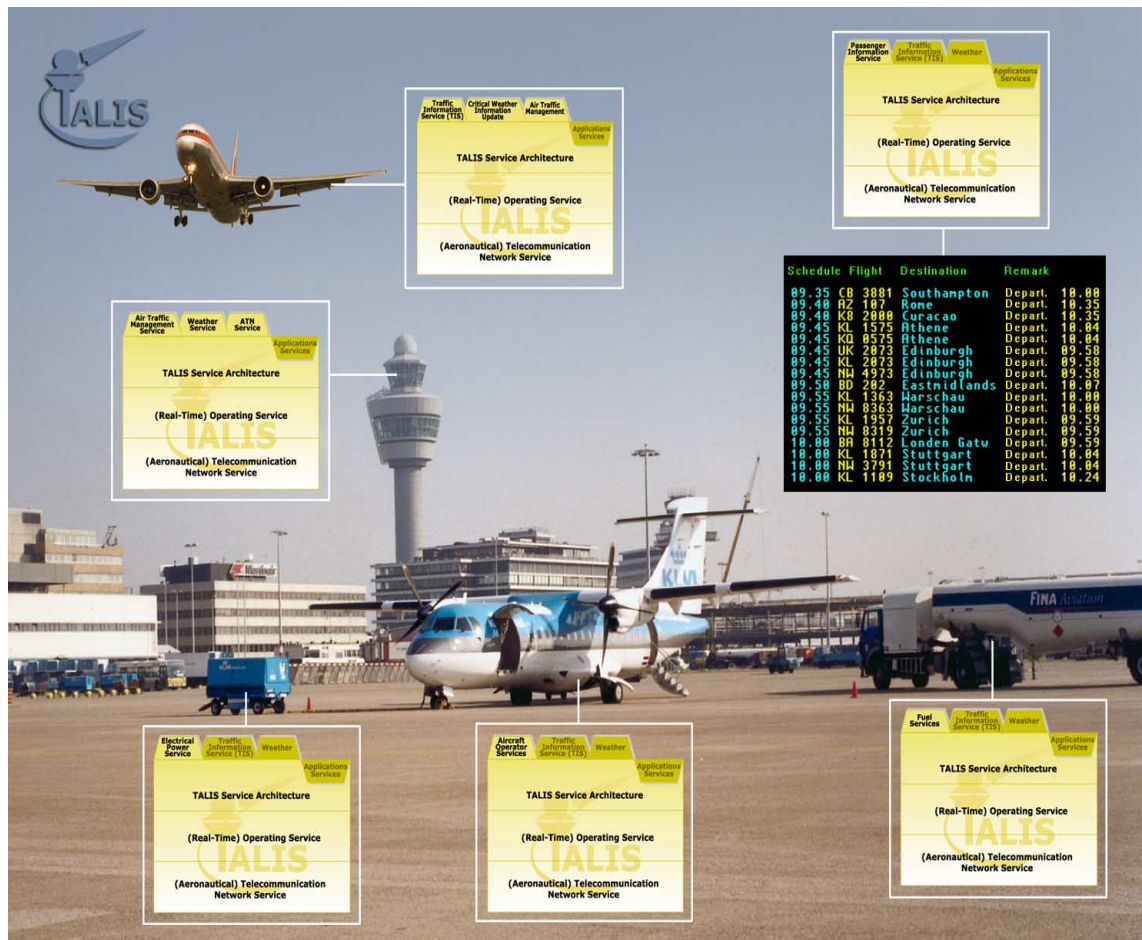 TALIS
Traffic
Information
Service (TIS)
Critical Weather
Information
Update
Air Traffic
Management
Applications
Services
TALIS Service Architecture
(Real-Time) Operating Service
TALIS
(Aeronautical) Telecommunication
Network Service
Passenger
Information
Service
Traffic
Information
Service (TIS)
Weather
Applications
Services
TALIS Service Architecture
(Real-Time) Operating Service
TALIS
(Aeronautical) Telecommunication
Network Service
Schedule Flight Destination Remark
09.35 CB 3881 Southampton Depart. 10.00
09.40 AZ 107 Rome Depart. 10.35
09.40 K8 2000 Curacao Depart. 10.35
09.45 KL 1575 Athene Depart. 10.04
09.45 KQ 0575 Athene Depart. 10.04
09.45 UK 2073 Edinburgh Depart. 09.58
09.45 KL 2073 Edinburgh Depart. 09.58
09.45 NW 4973 Edinburgh Depart. 09.58
09.50 BD 202 Eastmidlands Depart. 10.07
09.55 KL 1363 Warschau Depart. 10.00
09.55 NW 8363 Warschau Depart. 10.00
09.55 KL 1957 Zurich Depart. 09.59
09.55 NW 8319 Zurich Depart. 09.59
10.00 BA 8112 Londen Gatw Depart. 09.59
10.00 KL 1871 Stuttgart Depart. 10.04
10.00 NW 3791 Stuttgart Depart. 10.04
10.00 KL 1109 Stockholm Depart. 10.24
Air Traffic
Management
Service
Weather
Service
ATN
Service
Applications
Services
TALIS Service Architecture
(Real-Time) Operating Service
TALIS
(Aeronautical) Telecommunication
Network Service
KLM
FINA Aviation
Electrical
Power
Service
Traffic
Information
Service (TIS)
Weather
Applications
Services
TALIS Service Architecture
(Real-Time) Operating Service
TALIS
(Aeronautical) Telecommunication
Network Service
Aircraft
Operator
Services
Traffic
Information
Service (TIS)
Weather
Applications
Services
TALIS Service Architecture
(Real-Time) Operating Service
TALIS
(Aeronautical) Telecommunication
Network Service
Fuel
Services
Traffic
Information
Service (TIS)
Weather
Applications
Services
TALIS Service Architecture
(Real-Time) Operating Service
TALIS
(Aeronautical) Telecommunication
Network Service